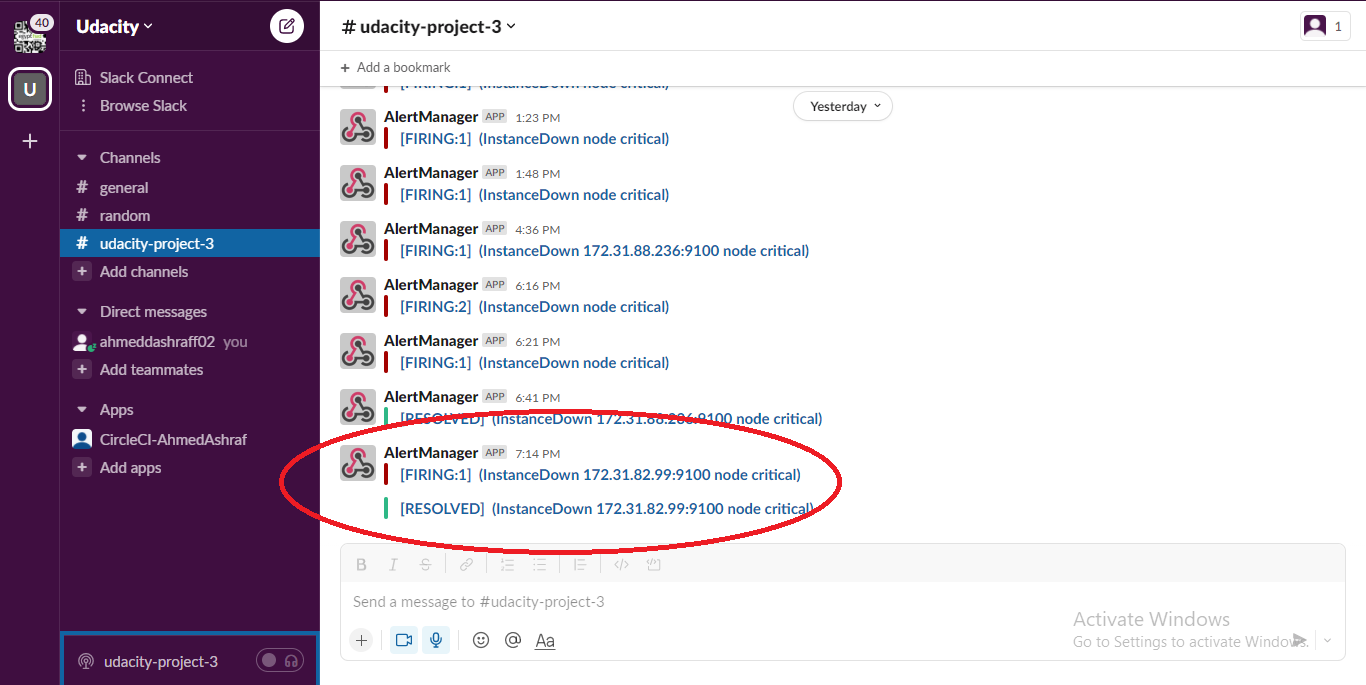 40
Udacity
U
Slack Connect
Browse Slack
Channels
# general
# random
# udacity-project-3
+ Add channels
Direct messages
ahmeddashraff02 you
+ Add teammates
Apps
CircleCI-AhmedAshraf
+ Add apps
udacity-project-3
# udacity-project-3
1
+ Add a bookmark
[FIRING:1] (InstanceDown node critical)
Yesterday
AlertManager APP 1:23 PM
[FIRING:1] (InstanceDown node critical)
AlertManager APP 1:48 PM
[FIRING:1] (InstanceDown node critical)
AlertManager APP 4:36 PM
[FIRING:1] (InstanceDown 172.31.88.236:9100 node critical)
AlertManager APP 6:16 PM
[FIRING:2] (InstanceDown node critical)
AlertManager APP 6:21 PM
[FIRING:1] (InstanceDown node critical)
AlertManager APP 6:41 PM
[RESOLVED] (InstanceDown 172.31.88.236:9100 node critical)
AlertManager APP 7:14 PM
[FIRING:1] (InstanceDown 172.31.82.99:9100 node critical)
[RESOLVED] (InstanceDown 172.31.82.99:9100 node critical)
B I S
Send a message to #udacity-project-3
+ @ Aa
Activate Windows
Go to Settings to activate Windows.